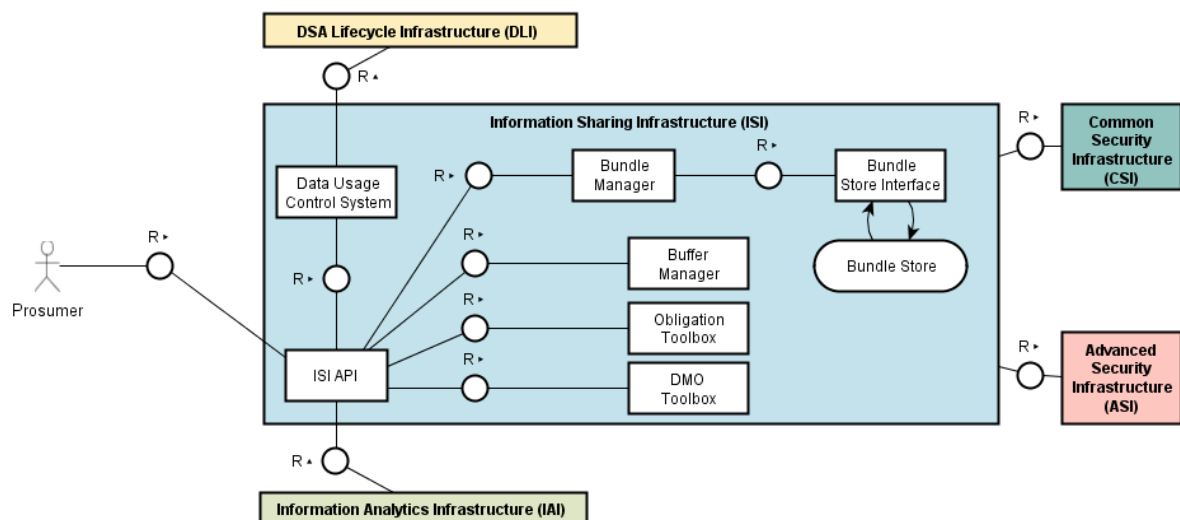 DSA Lifecycle Infrastructure (DLI)
R ▴
Information Sharing Infrastructure (ISI)
R ▸
Common
Security
Infrastructure
(CSI)
Data Usage
Control System
R ▸
Bundle
Manager
R ▸
Bundle
Store Interface
R ▸
Prosumer
R ▸
R ▸
Buffer
Manager
Bundle Store
R ▸
Obligation
Toolbox
R ▸
Advanced
Security
Infrastructure
(ASI)
ISI API
R ▸
DMO
Toolbox
R ▴
Information Analytics Infrastructure (IAI)